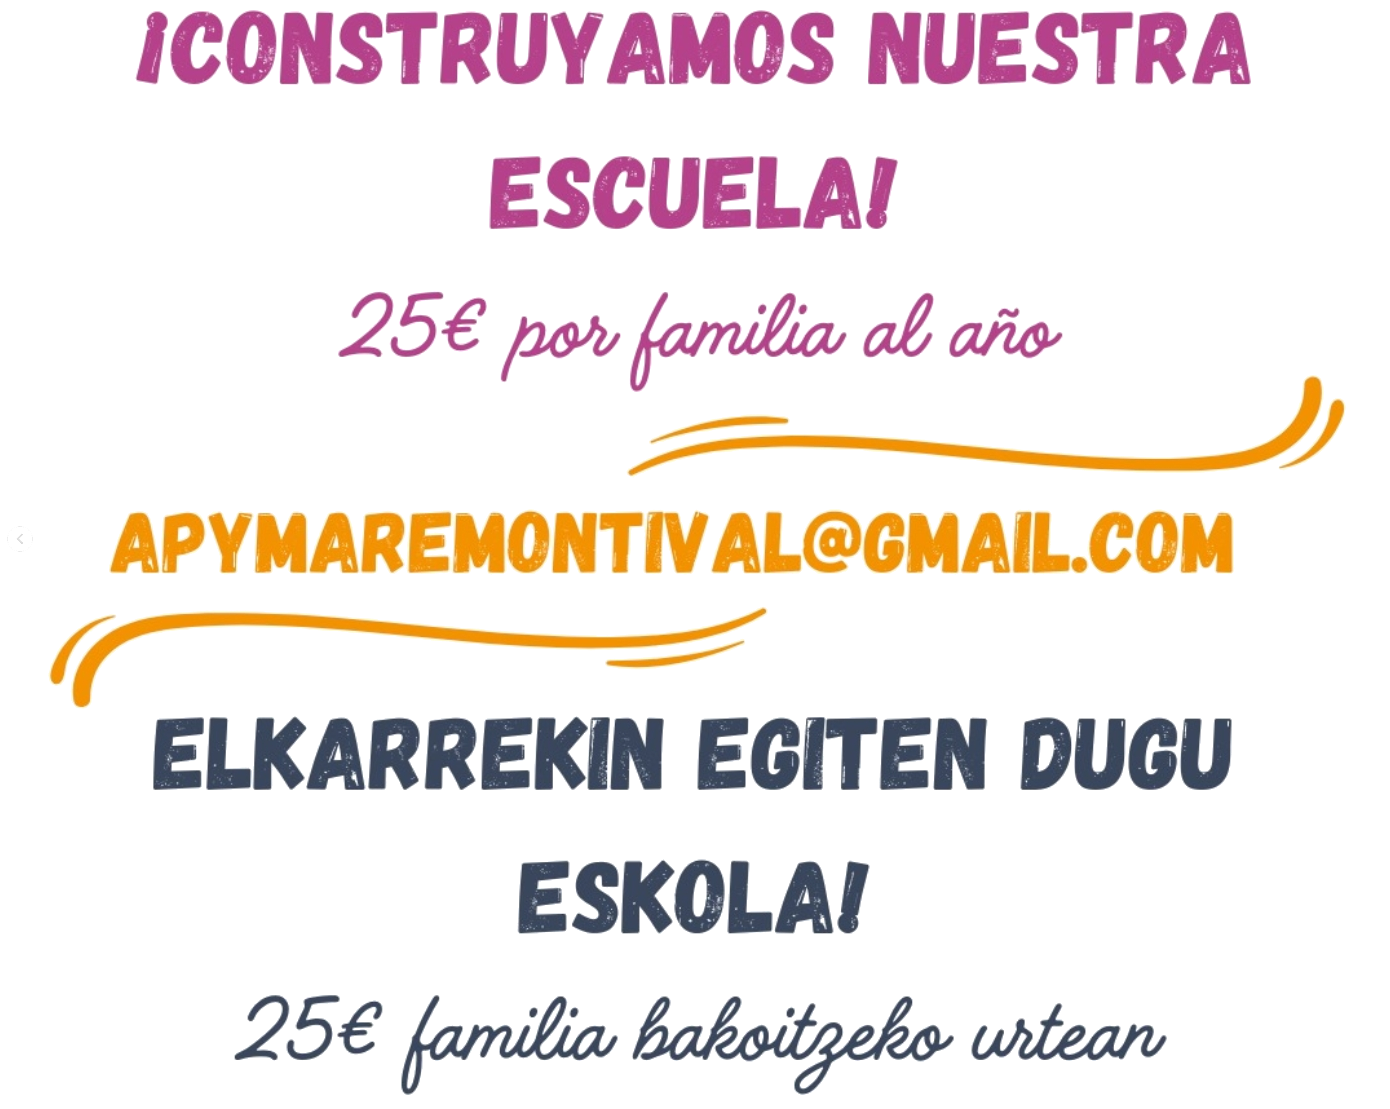 ¡CONSTRUYAMOS NUESTRA
ESCUELA!
25€ por familia al año
APYMAREMONTIVAL@GMAIL.COM
ELKARREKIN EGITEN DUGU
ESKOLA!
25€ familia bakoitzeko urtean